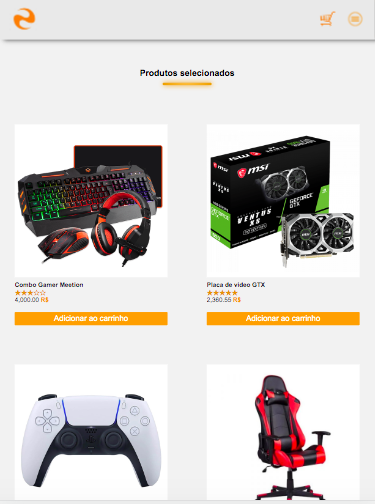 Produtos selecionados
msi
VENTUS
XS
GEFORCE
GTX
Combo Gamer Meetion
4,000.00 R$
Adicionar ao carrinho
Placa de vídeo GTX
2,360.55 R$
Adicionar ao carrinho